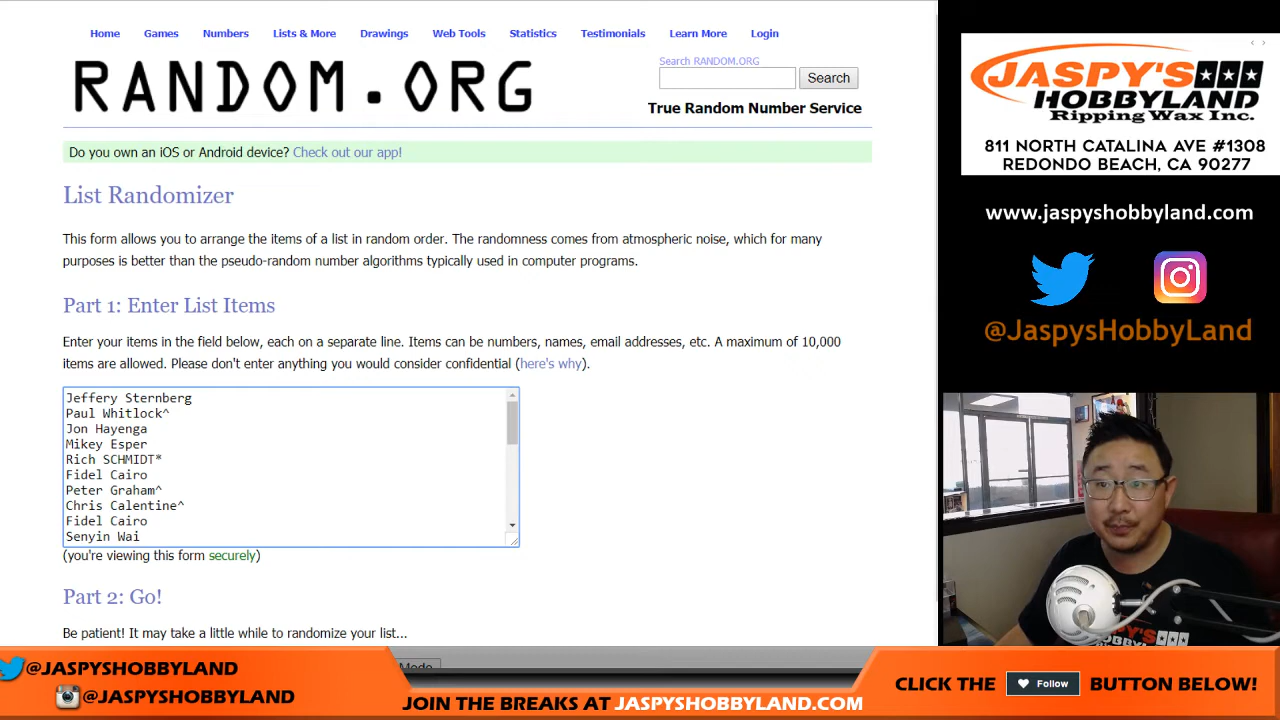 Home Games Numbers Lists & More Drawings Web Tools Statistics Testimonials Learn More Login
RANDOM.ORG
Search RANDOM.ORG
Search
True Random Number Service
Do you own an iOS or Android device? Check out our app!
List Randomizer
This form allows you to arrange the items of a list in random order. The randomness comes from atmospheric noise, which for many
purposes is better than the pseudo-random number algorithms typically used in computer programs.
Part 1: Enter List Items
Enter your items in the field below, each on a separate line. Items can be numbers, names, email addresses, etc. A maximum of 10,000
items are allowed. Please don't enter anything you would consider confidential (here's why).
Jeffery Sternberg
Paul Whitlock^
Jon Hayenga
Mikey Esper
Rich SCHMIDT*
Fidel Cairo
Peter Graham^
Chris Calentine^
Fidel Cairo
Senyin Wai
(you're viewing this form securely)
Part 2: Go!
Be patient! It may take a little while to randomize your list...
Mode
JASPY'S
HOBBYLAND
Ripping Wax Inc.
811 NORTH CATALINA AVE #1308
REDONDO BEACH, CA 90277
www.jaspyshobbyland.com
@JaspysHobbyLand
JASPY'S
@JASPYSHOBBYLAND
@JASPYSHOBBYLAND
JOIN THE BREAKS AT JASPYSHOBBYLAND.COM
CLICK THE Follow BUTTON BELOW!